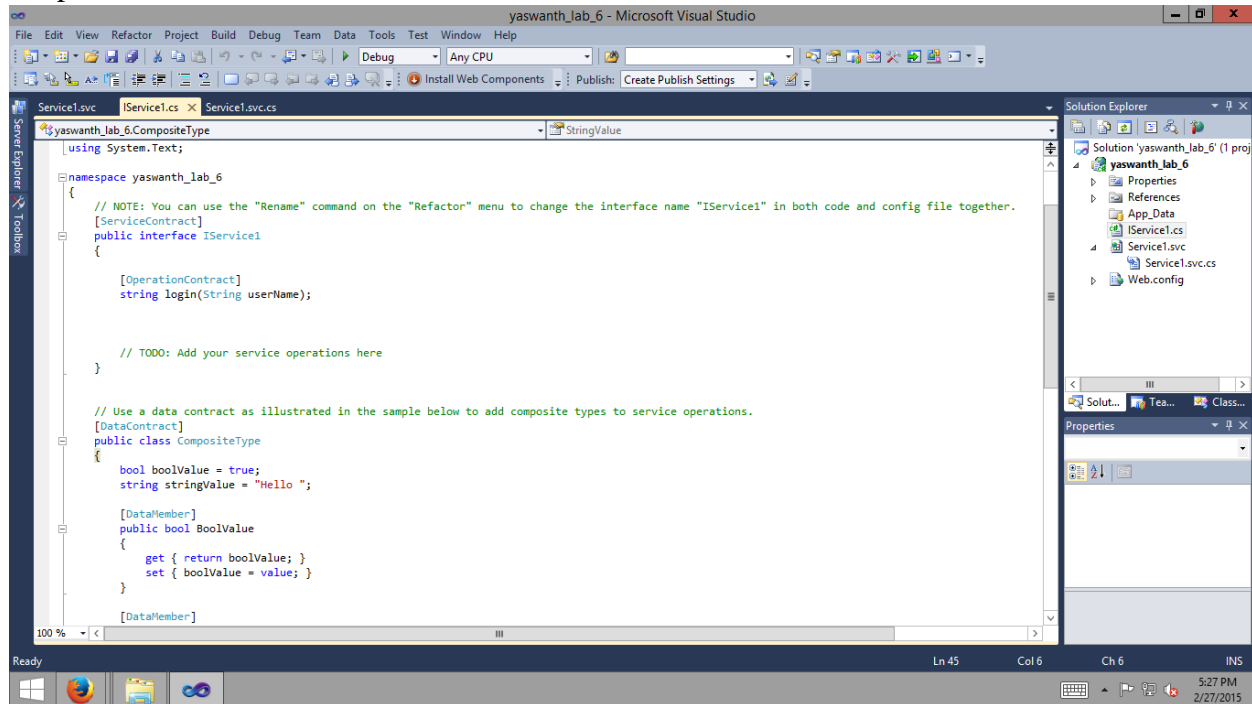 yaswanth_lab_6 - Microsoft Visual Studio
File Edit View Refactor Project Build Debug Team Data Tools Test Window Help
Debug Any CPU
Install Web Components Publish: Create Publish Settings
Server Explorer
Toolbox
Service1.svc IService1.cs Service1.svc.cs
yaswanth_lab_6.CompositeType StringValue
using System.Text;
namespace yaswanth_lab_6
{
// NOTE: You can use the "Rename" command on the "Refactor" menu to change the interface name "IService1" in both code and config file together.
[ServiceContract]
public interface IService1
{
[OperationContract]
string login(String userName);
// TODO: Add your service operations here
}
// Use a data contract as illustrated in the sample below to add composite types to service operations.
[DataContract]
public class CompositeType
{
bool boolValue = true;
string stringValue = "Hello ";
[DataMember]
public bool BoolValue
{
get { return boolValue; }
set { boolValue = value; }
}
[DataMember]
100 %
Solution Explorer
Solution 'yaswanth_lab_6' (1 proj
yaswanth_lab_6
Properties
References
App_Data
IService1.cs
Service1.svc
Service1.svc.cs
Web.config
Solut... Tea... Class...
Properties
Ready Ln 45 Col 6 Ch 6 INS
5:27 PM
2/27/2015